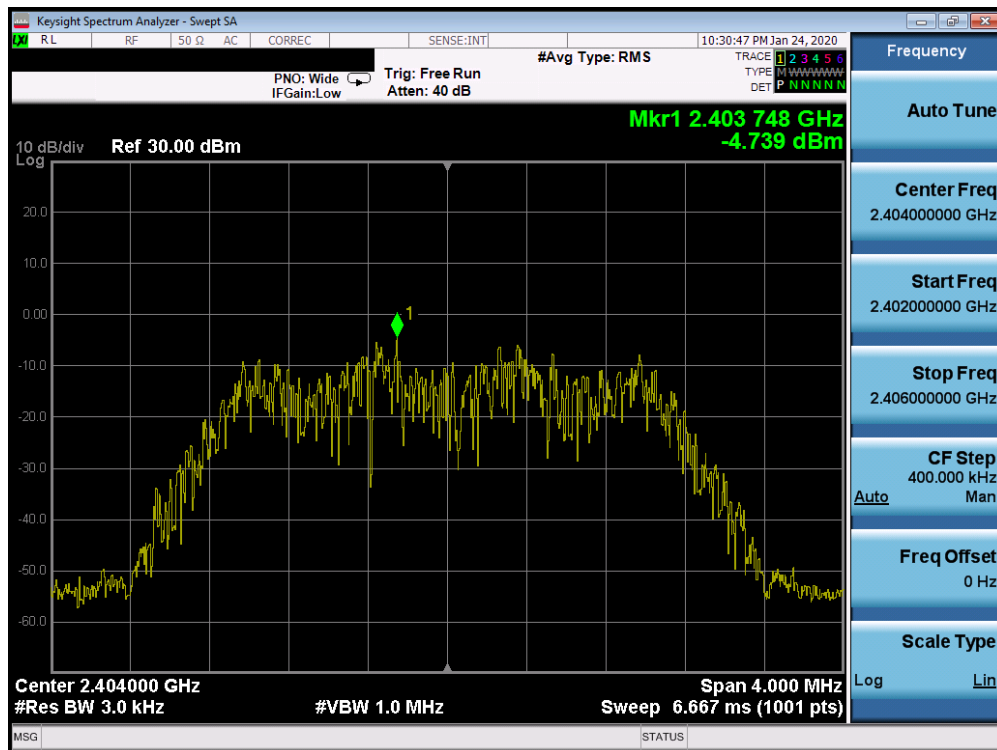 Keysight Spectrum Analyzer - Swept SA
LXI RL RF 50 Ω AC CORREC SENSE:INT 10:30:47 PM Jan 24, 2020
PNO: Wide
IFGain:Low
Trig: Free Run
Atten: 40 dB
#Avg Type: RMS
TRACE 1 2 3 4 5 6
TYPE M W W W W W
DET P N N N N N
Mkr1 2.403 748 GHz
-4.739 dBm
10 dB/div Ref 30.00 dBm
Log
20.0
10.0
0.00
-10.0
-20.0
-30.0
-40.0
-50.0
-60.0
1
Center 2.404000 GHz
Span 4.000 MHz
#Res BW 3.0 kHz
#VBW 1.0 MHz
Sweep 6.667 ms (1001 pts)
MSG
STATUS
Frequency
Auto Tune
Center Freq
2.404000000 GHz
Start Freq
2.402000000 GHz
Stop Freq
2.406000000 GHz
CF Step
400.000 kHz
Auto Man
Freq Offset
0 Hz
Scale Type
Log Lin